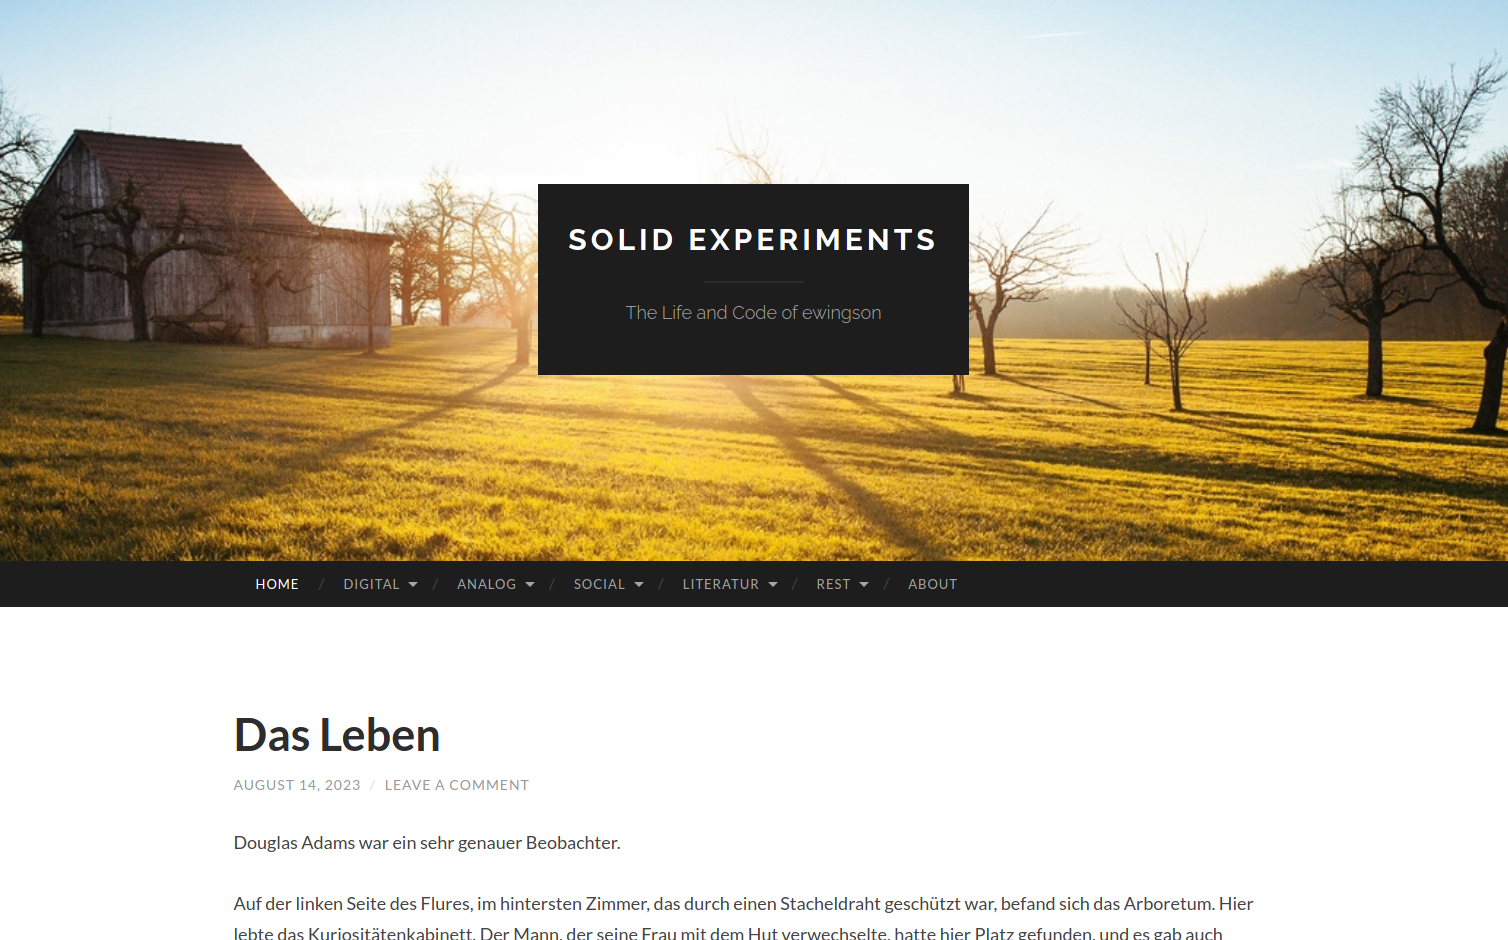 SOLID EXPERIMENTS
The Life and Code of ewingson
HOME / DIGITAL / ANALOG / SOCIAL / LITERATUR / REST / ABOUT
Das Leben
AUGUST 14, 2023 / LEAVE A COMMENT
Douglas Adams war ein sehr genauer Beobachter.
Auf der linken Seite des Flures, im hintersten Zimmer, das durch einen Stacheldraht geschützt war, befand sich das Arboretum. Hier
lebte das Kuriositätenkabinett. Der Mann, der seine Frau mit dem Hut verwechselte, hatte hier Platz gefunden, und es gab auch